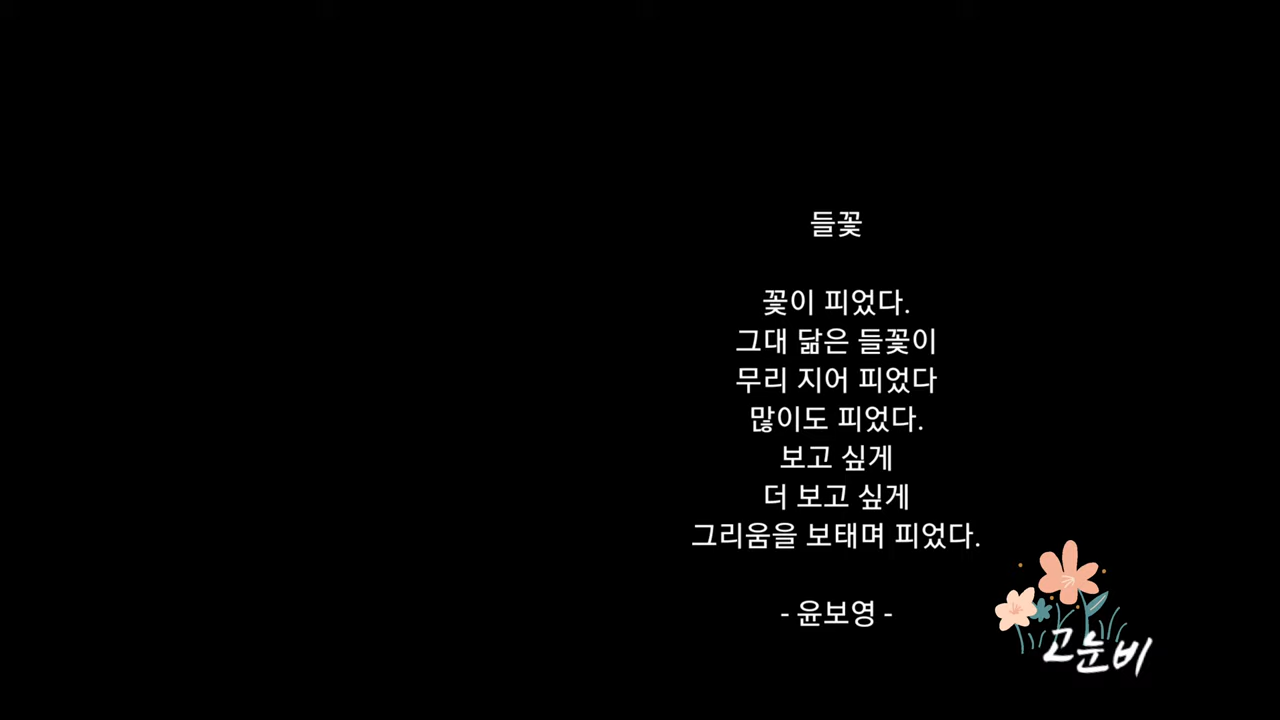 들꽃
꽃이 피었다.
그대 닮은 들꽃이
무리 지어 피었다
많이도 피었다.
보고 싶게
더 보고 싶게
그리움을 보태며 피었다.
- 윤보영 -
고눈비